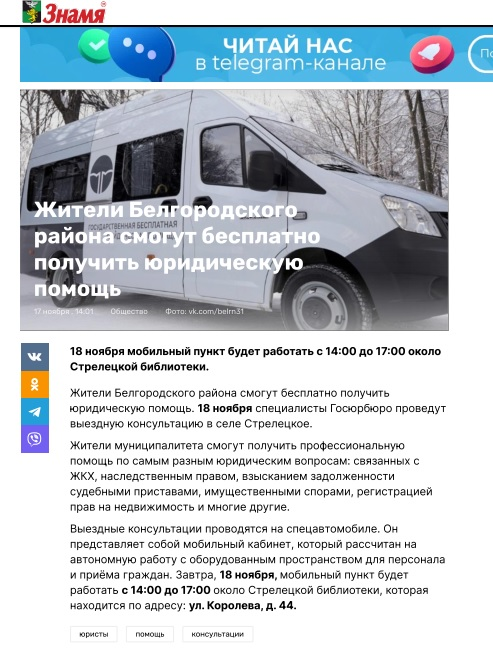 Знамя
ЧИТАЙ НАС
в telegram-канале
По
ГОСУДАРСТВЕННАЯ БЕСПЛАТНАЯ
Жители Белгородского
района смогут бесплатно
получить юридическую
помощь
17 ноября, 14:01 Общество Фото: vk.com/belrn31
18 ноября мобильный пункт будет работать с 14:00 до 17:00 около
Стрелецкой библиотеки.
Жители Белгородского района смогут бесплатно получить
юридическую помощь. 18 ноября специалисты Госюрбюро проведут
выездную консультацию в селе Стрелецкое.
Жители муниципалитета смогут получить профессиональную
помощь по самым разным юридическим вопросам: связанных с
ЖКХ, наследственным правом, взысканием задолженности
судебными приставами, имущественными спорами, регистрацией
прав на недвижимость и многие другие.
Выездные консультации проводятся на спецавтомобиле. Он
представляет собой мобильный кабинет, который рассчитан на
автономную работу с оборудованным пространством для персонала
и приёма граждан. Завтра, 18 ноября, мобильный пункт будет
работать с 14:00 до 17:00 около Стрелецкой библиотеки, которая
находится по адресу: ул. Королева, д. 44.
юристы помощь консультации